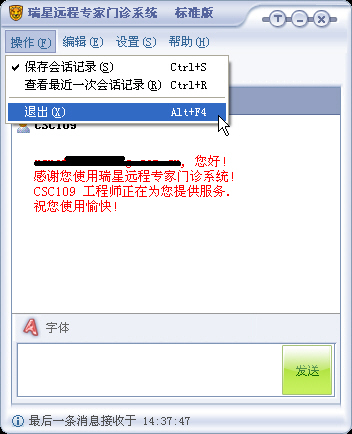 瑞星远程专家门诊系统 标准版
T
操作(F) 编辑(E) 设置(S) 帮助(H)
✓ 保存会话记录(S) Ctrl+S
查看最近一次会话记录(R) Ctrl+R
退出(X) Alt+F4
CSC109
, 您好!
感谢您使用瑞星远程专家门诊系统!
CSC109 工程师正在为您提供服务.
祝您使用愉快!
A 字体
发送
最后一条消息接收于 14:37:47